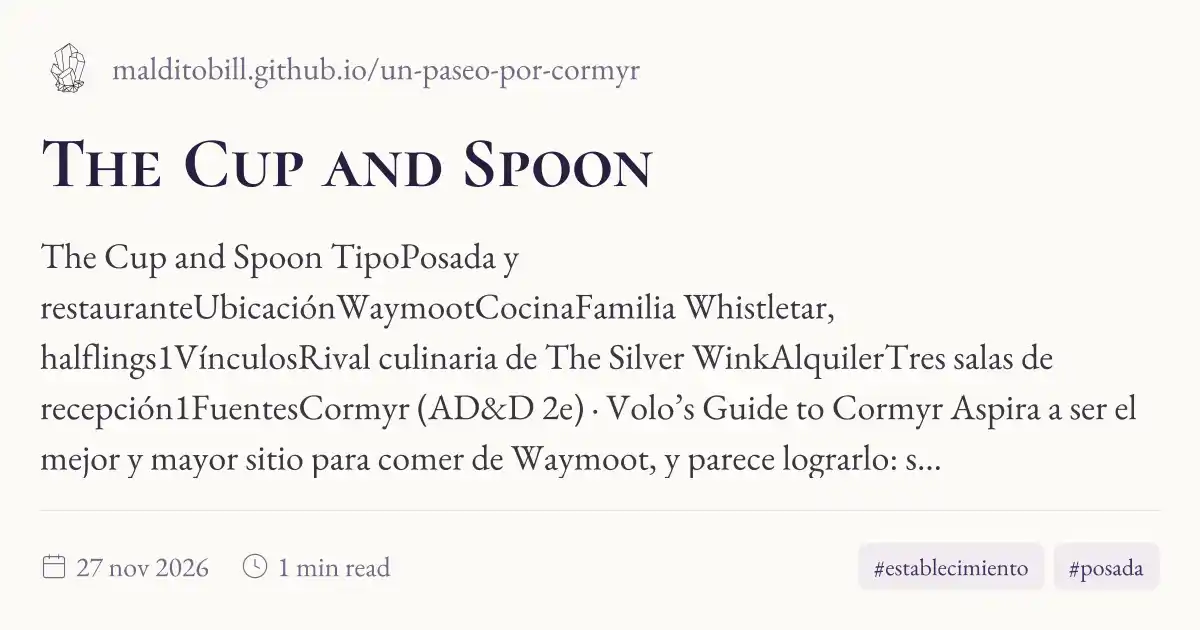 malditobill.github.io/un-paseo-por-cormyr
The Cup and Spoon
The Cup and Spoon TipoPosada y
restauranteUbicaciónWaymootCocinaFamilia Whistletar,
halflings1VínculosRival culinaria de The Silver WinkAlquilerTres salas de
recepción1FuentesCormyr (AD&D 2e) · Volo’s Guide to Cormyr Aspira a ser el
mejor y mayor sitio para comer de Waymoot, y parece lograrlo: s...
27 nov 2026
1 min read
#establecimiento
#posada